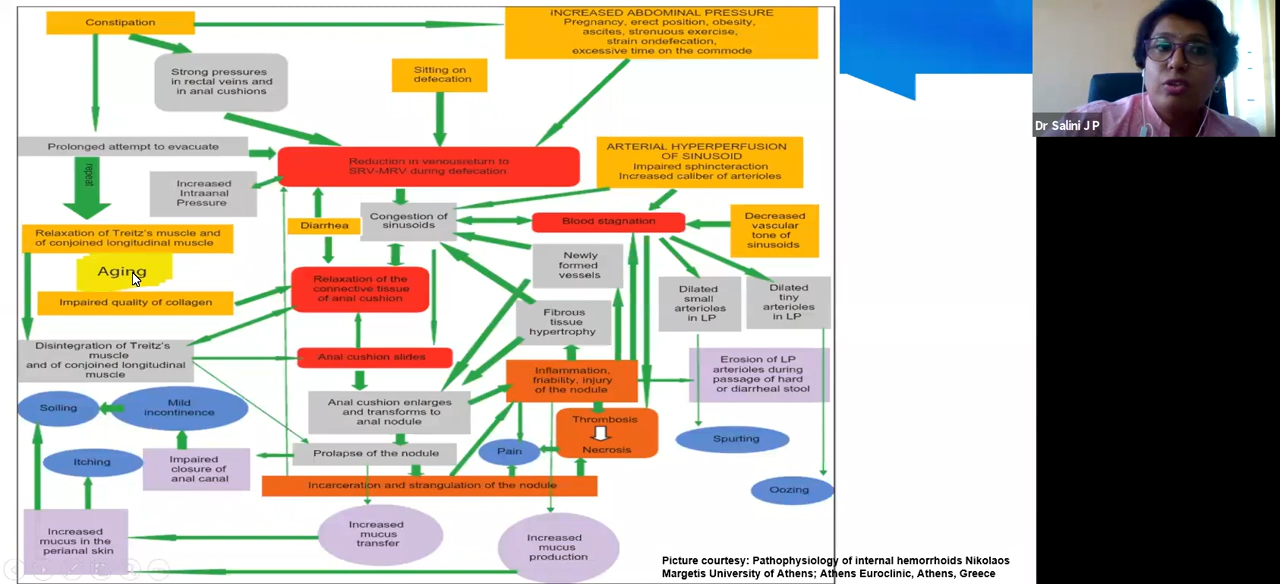 Constipation
INCREASED ABDOMINAL PRESSURE
Pregnancy, erect position, obesity,
ascites, strenuous exercise,
strain ondefecation,
excessive time on the commode
Strong pressures
in rectal veins and
in anal cushions
Sitting on
defecation
Dr Salini J P
Prolonged attempt to evacuate
repeat
Reduction in venousreturn to
SRV-MRV during defecation
ARTERIAL HYPERPERFUSION
OF SINUSOID
Impaired sphincteraction
Increased caliber of arterioles
Increased
Intraanal
Pressure
Diarrhea
Congestion of
sinusoids
Blood stagnation
Decreased
vascular
tone of
sinusoids
Relaxation of Treitz's muscle and
of conjoined longitudinal muscle
Aging
Impaired quality of collagen
Relaxation of the
connective tissue
of anal cushion
Newly
formed
vessels
Dilated
small
arterioles
in LP
Dilated
tiny
arterioles
in LP
Fibrous
tissue
hypertrophy
Disintegration of Treitz's
muscle
and of conjoined longitudinal
muscle
Anal cushion slides
Inflammation,
friability, injury
of the nodule
Erosion of LP
arterioles during
passage of hard
or diarrheal stool
Soiling
Mild
incontinence
Anal cushion enlarges
and transforms to
anal nodule
Thrombosis
Necrosis
Spurting
Itching
Impaired
closure of
anal canal
Prolapse of the nodule
Pain
Incarceration and strangulation of the nodule
Oozing
Increased
mucus in the
perianal skin
Increased
mucus
transfer
Increased
mucus
production
Picture courtesy: Pathophysiology of internal hemorrhoids Nikolaos
Margetis University of Athens; Athens Euroclinic, Athens, Greece